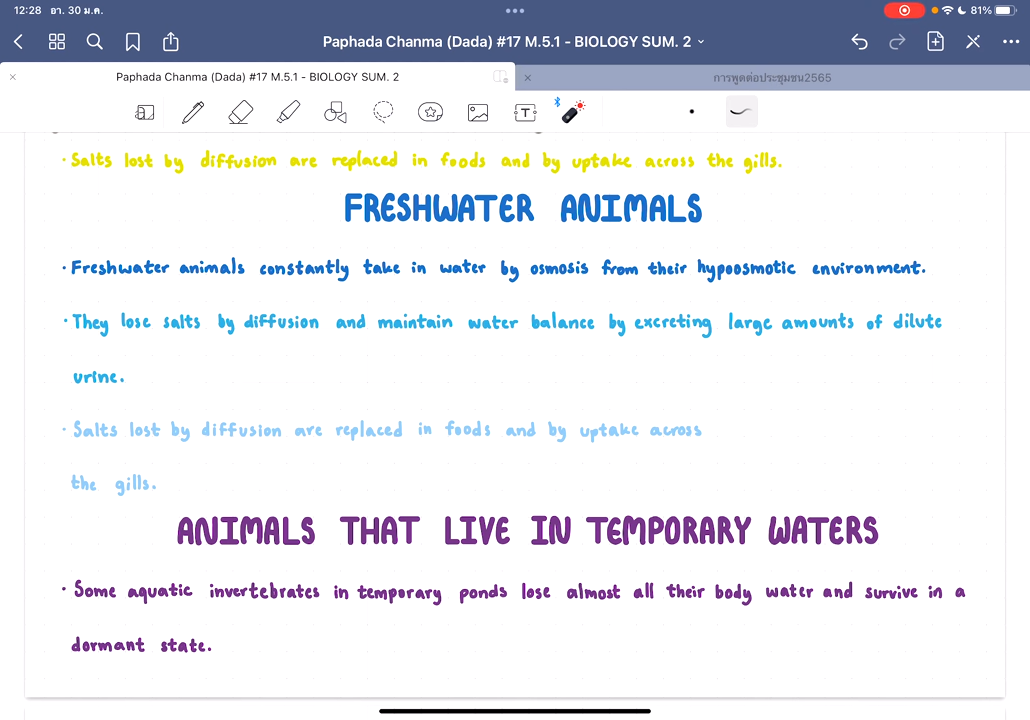 12:28 อา. 30 ม.ค.
81%
Paphada Chanma (Dada) #17 M.5.1 - BIOLOGY SUM. 2
Paphada Chanma (Dada) #17 M.5.1 - BIOLOGY SUM. 2
การพูดต่อประชุมชน2565
· Salts lost by diffusion are replaced in foods and by uptake across the gills.
FRESHWATER ANIMALS
· Freshwater animals constantly take in water by osmosis from their hypoosmotic environment.
· They lose salts by diffusion and maintain water balance by excreting large amounts of dilute
urine.
· Salts lost by diffusion are replaced in foods and by uptake across
the gills.
ANIMALS THAT LIVE IN TEMPORARY WATERS
· Some aquatic invertebrates in temporary ponds lose almost all their body water and survive in a
dormant state.